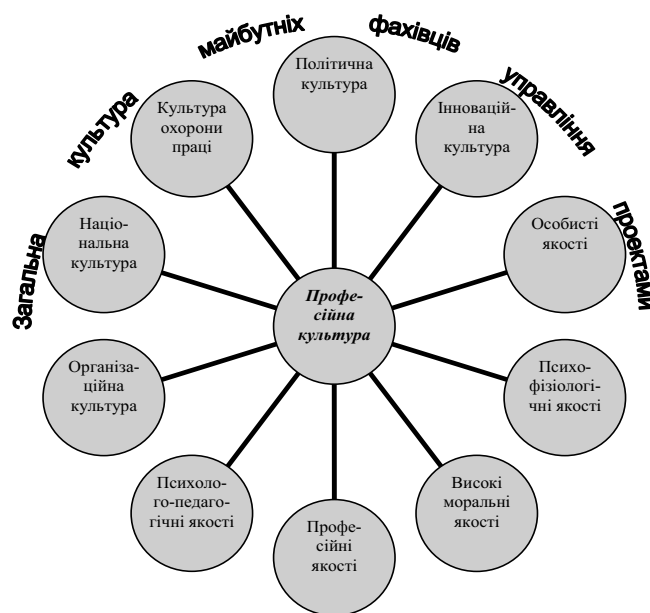 Загальна культура майбутніх фахівців управління проектами
Політична
культура
Інновацій-
на
культура
Особисті
якості
Психо-
фізіологі-
чні якості
Високі
моральні
якості
Профе-
сійні
якості
Психоло-
го-педаго-
гічні якості
Організа-
ційна
культура
Націо-
нальна
культура
Культура
охорони
праці
Профе-
сійна
культура